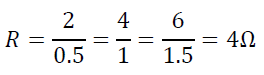 R = 2/0.5 = 4/1 = 6/1.5 = 4Ω